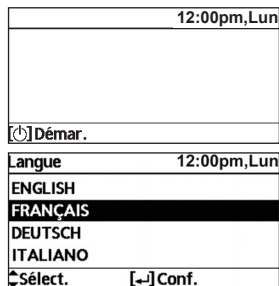 12:00pm,Lun
[⏻]Démar.
Langue 12:00pm,Lun
ENGLISH
FRANÇAIS
DEUTSCH
ITALIANO
Sélect. [↵]Conf.